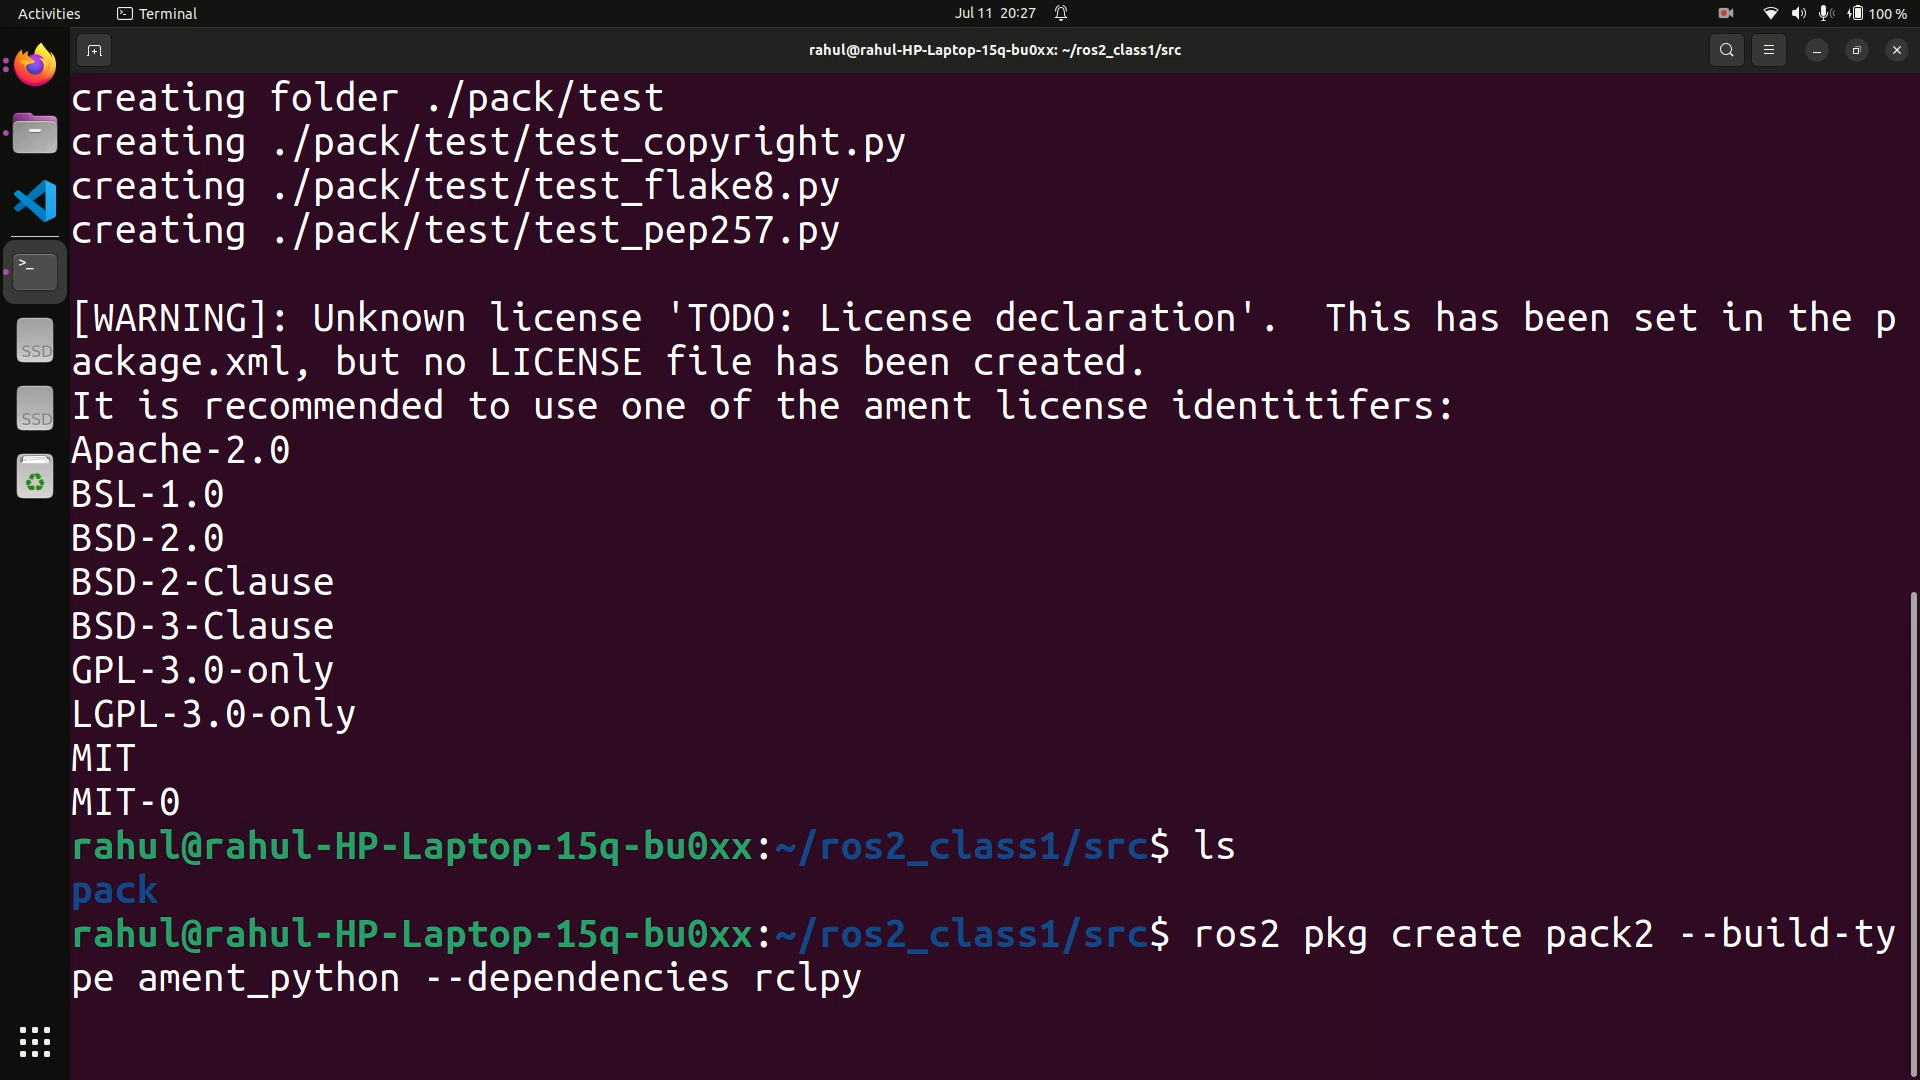 Activities
Terminal
Jul 11 20:27
100 %
rahul@rahul-HP-Laptop-15q-bu0xx: ~/ros2_class1/src
creating folder ./pack/test
creating ./pack/test/test_copyright.py
creating ./pack/test/test_flake8.py
creating ./pack/test/test_pep257.py
[WARNING]: Unknown license 'TODO: License declaration'.  This has been set in the p
ackage.xml, but no LICENSE file has been created.
It is recommended to use one of the ament license identitifers:
Apache-2.0
BSL-1.0
BSD-2.0
BSD-2-Clause
BSD-3-Clause
GPL-3.0-only
LGPL-3.0-only
MIT
MIT-0
rahul@rahul-HP-Laptop-15q-bu0xx:~/ros2_class1/src$ ls
pack
rahul@rahul-HP-Laptop-15q-bu0xx:~/ros2_class1/src$ ros2 pkg create pack2 --build-ty
pe ament_python --dependencies rclpy
SSD
SSD